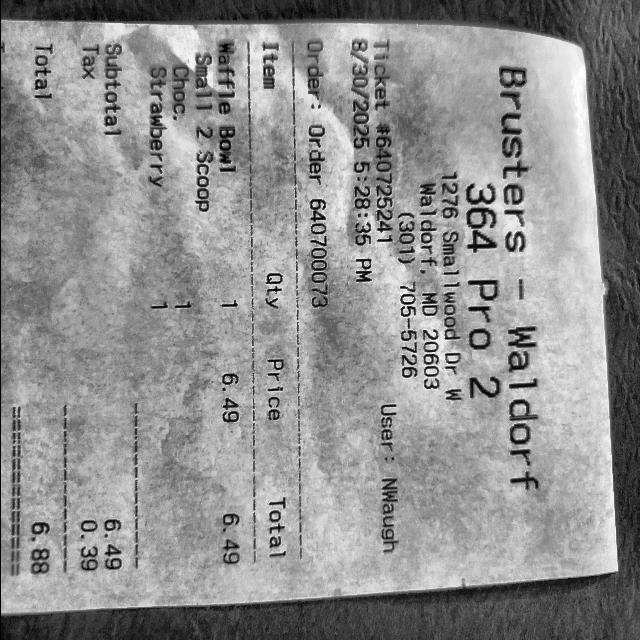 Brusters - Waldorf
364 Pro 2
1276 Smallwood Dr W
Waldorf, MD 20603
(301) 705-5726
Ticket #640725241 User: NWaugh
8/30/2025 5:28:35 PM
Order: Order 640700073
Item Qty Price Total
Waffle Bowl 1 6.49 6.49
Small 2 Scoop
Choc. 1
Strawberry 1
Subtotal 6.49
Tax 0.39
Total 6.88